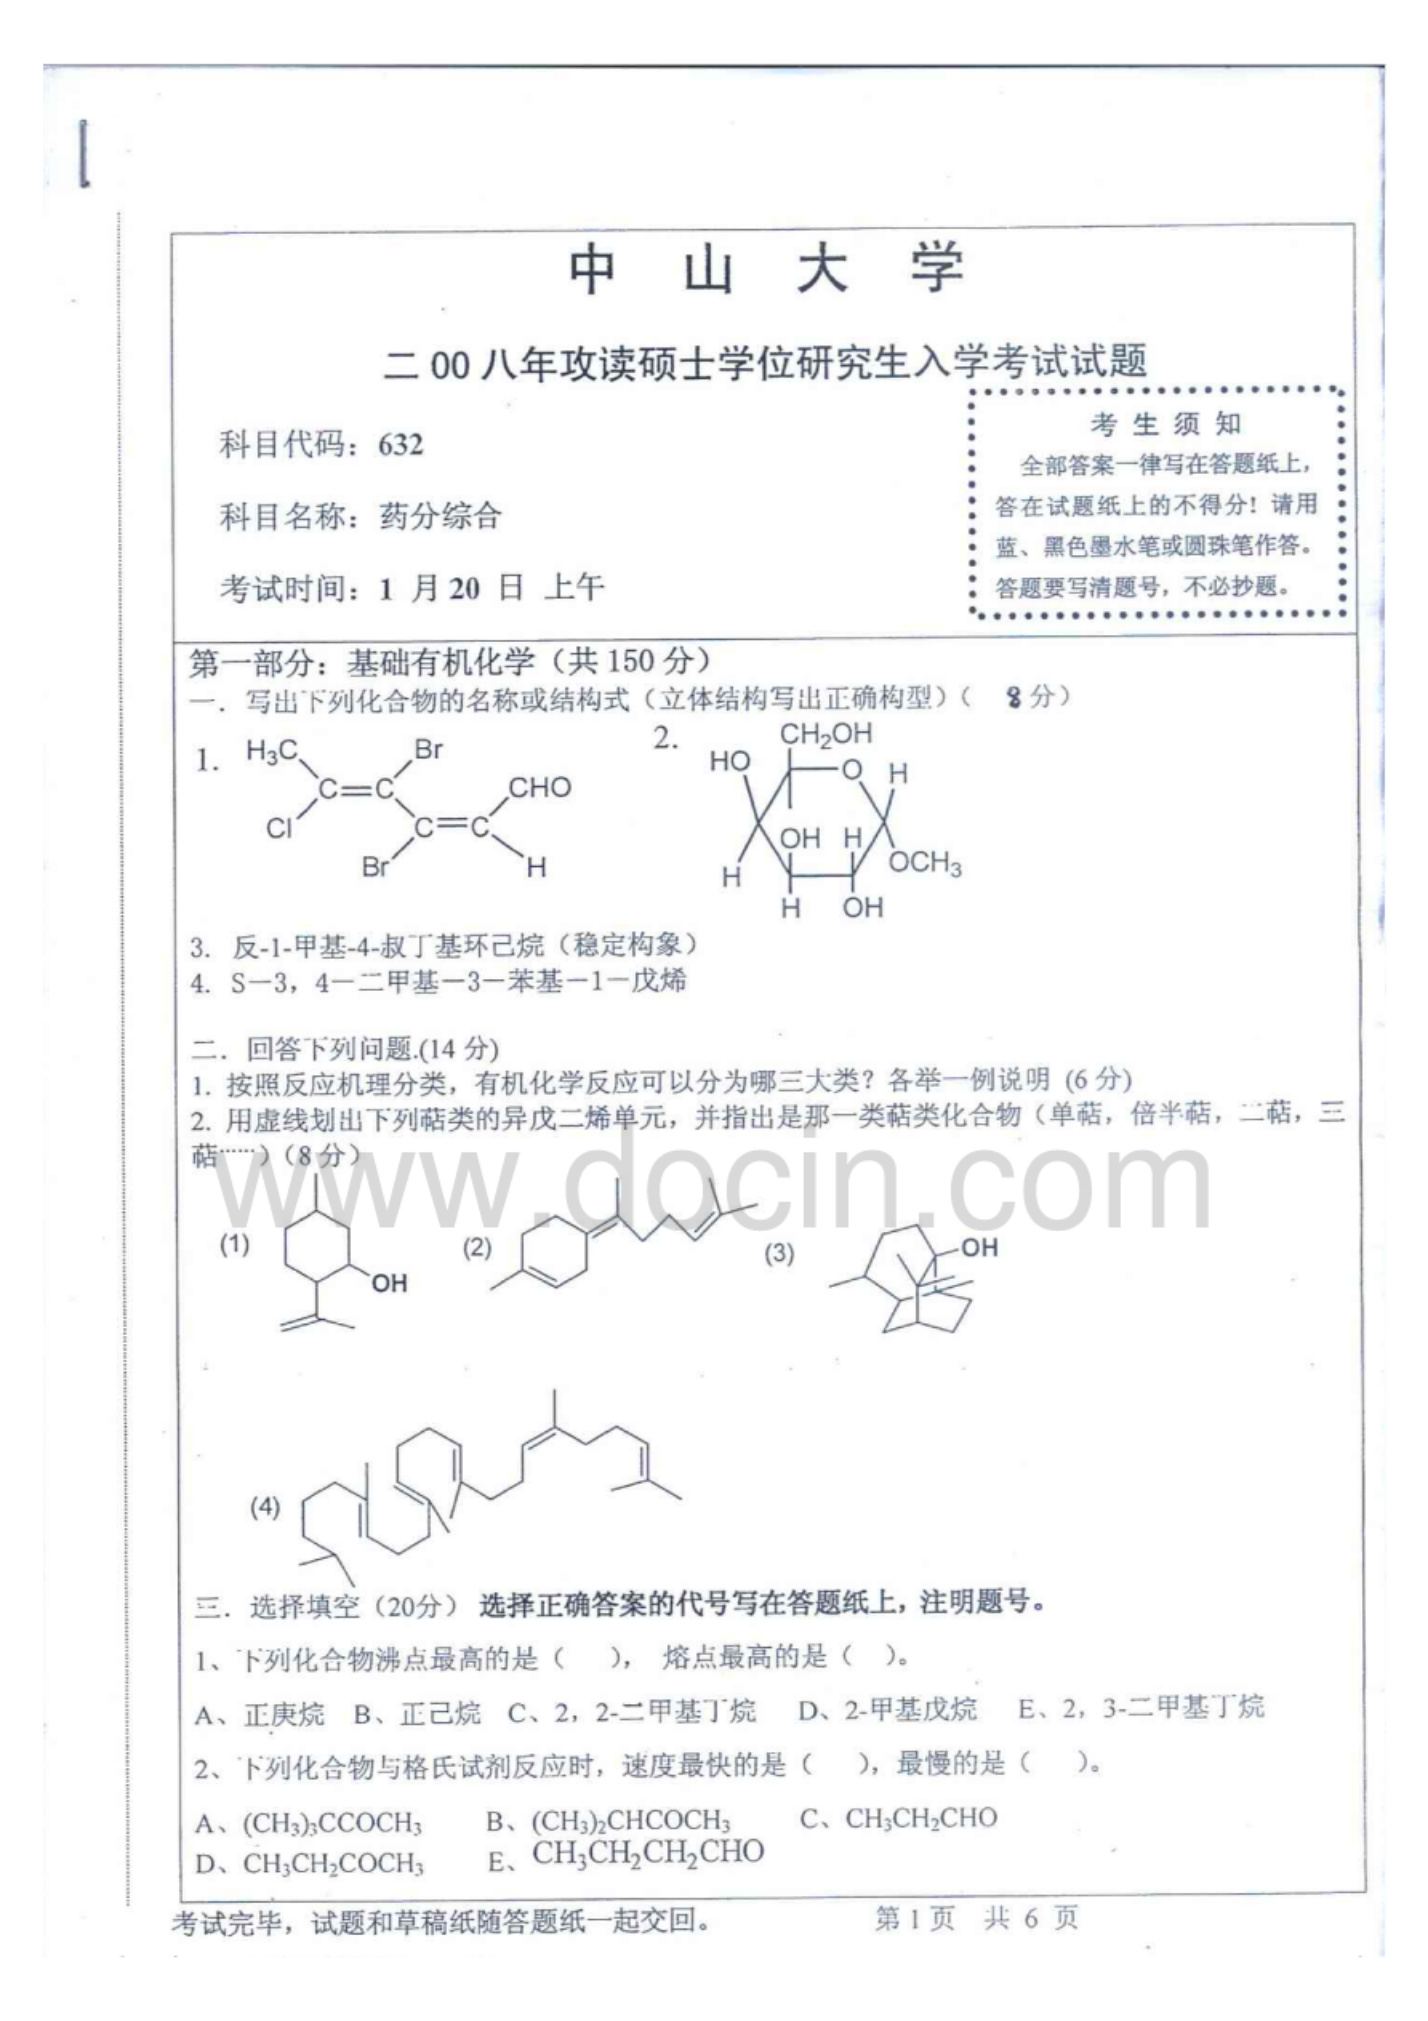 中 山 大 学
二00八年攻读硕士学位研究生入学考试试题
科目代码：632
科目名称：药分综合
考试时间：1 月 20 日 上午
考 生 须 知
全部答案一律写在答题纸上，
答在试题纸上的不得分！请用
蓝、黑色墨水笔或圆珠笔作答。
答题要写清题号，不必抄题。
第一部分：基础有机化学（共 150 分）
一．写出下列化合物的名称或结构式（立体结构写出正确构型）（ 8 分）
1.
H₃C
Br
C=C
CHO
Cl
C=C
Br
H
2.
CH₂OH
HO
O
H
OH
H
OCH₃
H
H
OH
3. 反-1-甲基-4-叔丁基环己烷（稳定构象）
4. S－3，4－二甲基－3－苯基－1－戊烯
二．回答下列问题.(14 分)
1. 按照反应机理分类，有机化学反应可以分为哪三大类？各举一例说明 (6 分)
2. 用虚线划出下列萜类的异戊二烯单元，并指出是那一类萜类化合物（单萜，倍半萜，二萜，三
萜……）（8 分）
www.docin.com
(1)
OH
(2)
(3)
OH
(4)
三．选择填空（20分） 选择正确答案的代号写在答题纸上，注明题号。
1、下列化合物沸点最高的是（ ）， 熔点最高的是（ ）。
A、正庚烷 B、正己烷 C、2，2-二甲基丁烷 D、2-甲基戊烷 E、2，3-二甲基丁烷
2、下列化合物与格氏试剂反应时，速度最快的是（ ），最慢的是（ ）。
A、(CH₃)₃CCOCH₃ B、(CH₃)₂CHCOCH₃ C、CH₃CH₂CHO
D、CH₃CH₂COCH₃ E、CH₃CH₂CH₂CHO
考试完毕，试题和草稿纸随答题纸一起交回。 第 1 页 共 6 页